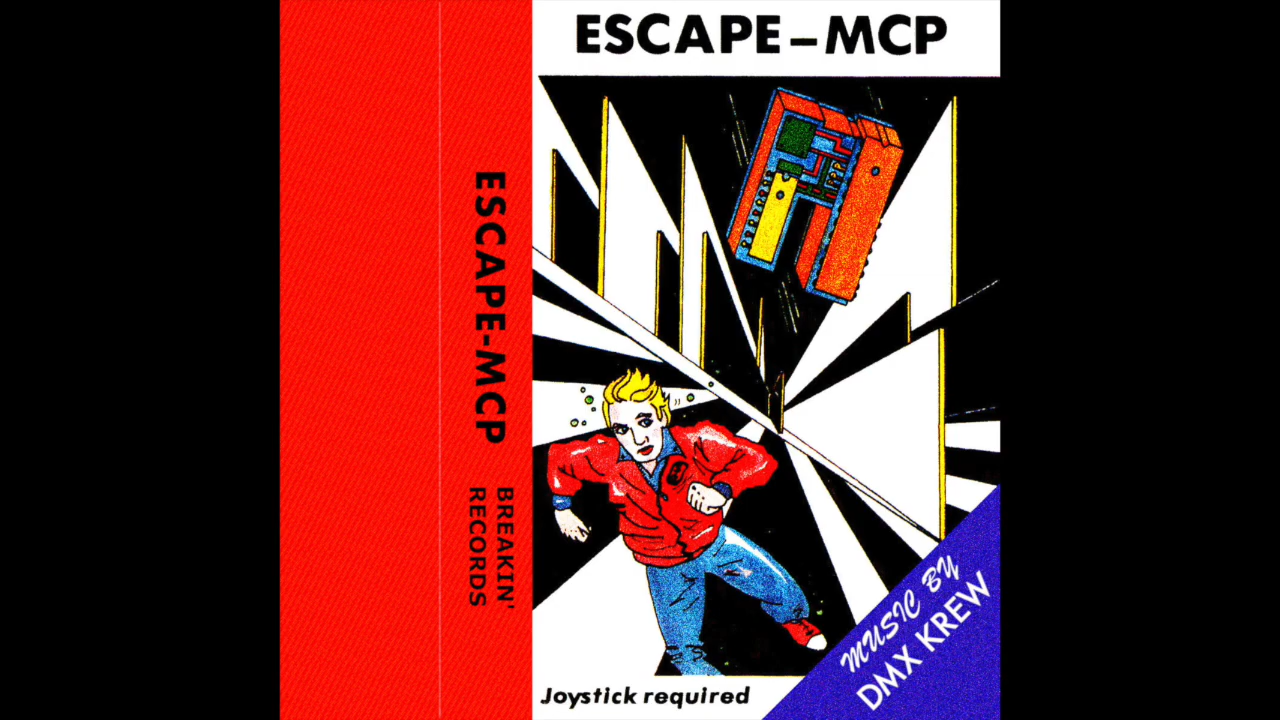 ESCAPE-MCP
BREAKIN'
RECORDS
ESCAPE–MCP
MUSIC BY
DMX KREW
Joystick required